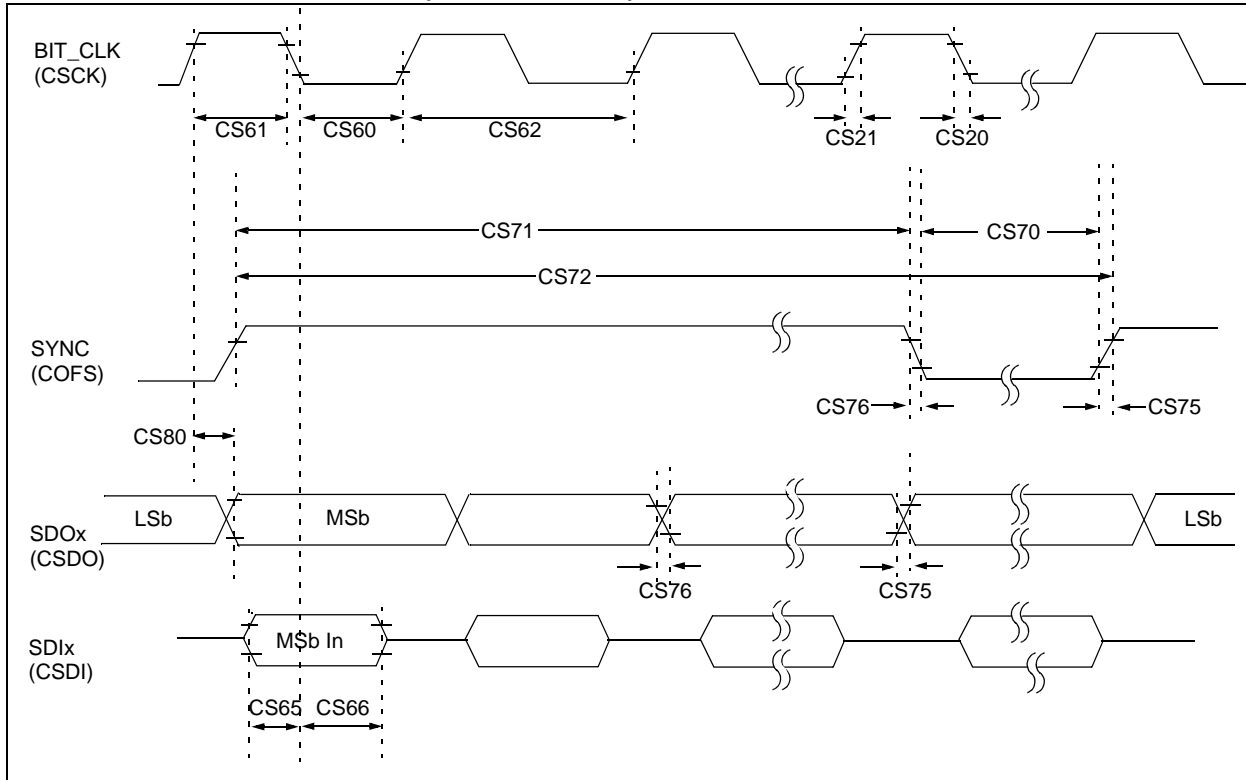 BIT_CLK
(CSCK)
CS61
CS60
CS62
CS21
CS20
CS71
CS70
CS72
SYNC
(COFS)
CS76
CS75
CS80
SDOx
(CSDO)
LSb
MSb
LSb
CS76
CS75
SDIx
(CSDI)
MSb In
CS65
CS66